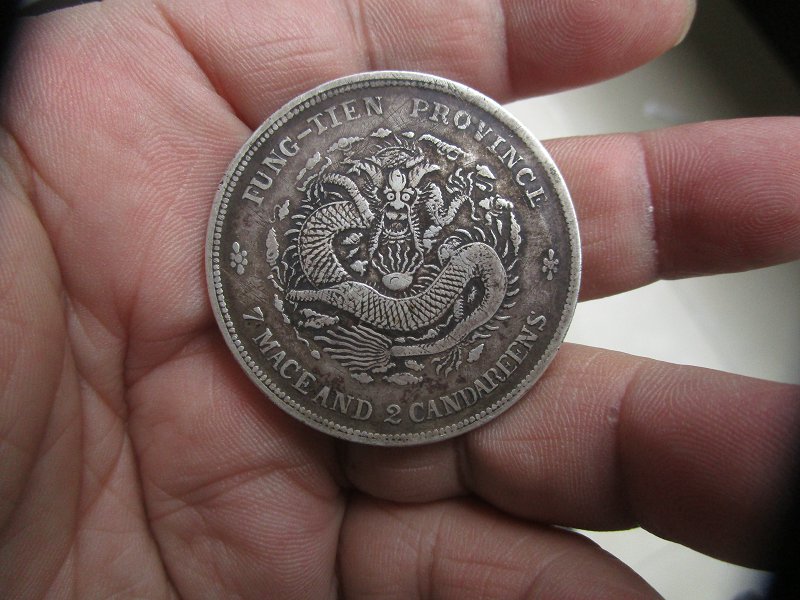 FUNG-TIEN PROVINCE
7 MACE AND 2 CANDAREENS